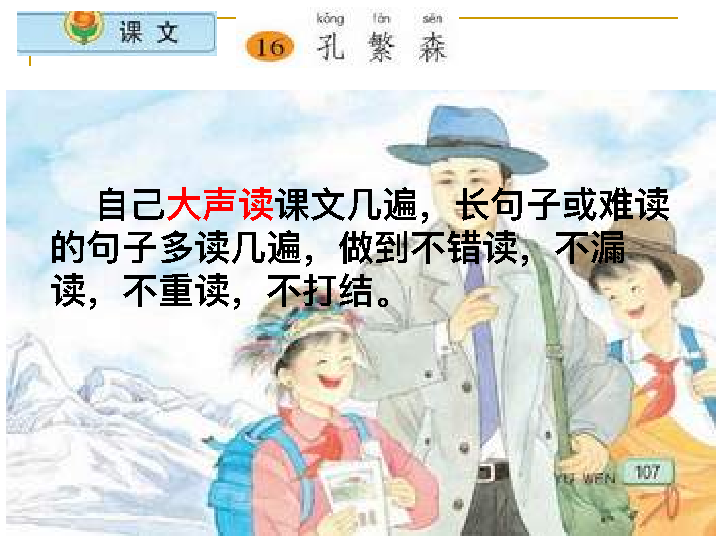 课文
kǒng fán sēn
16 孔 繁 森
自己大声读课文几遍，长句子或难读
的句子多读几遍，做到不错读，不漏
读，不重读，不打结。
YU WEN 107